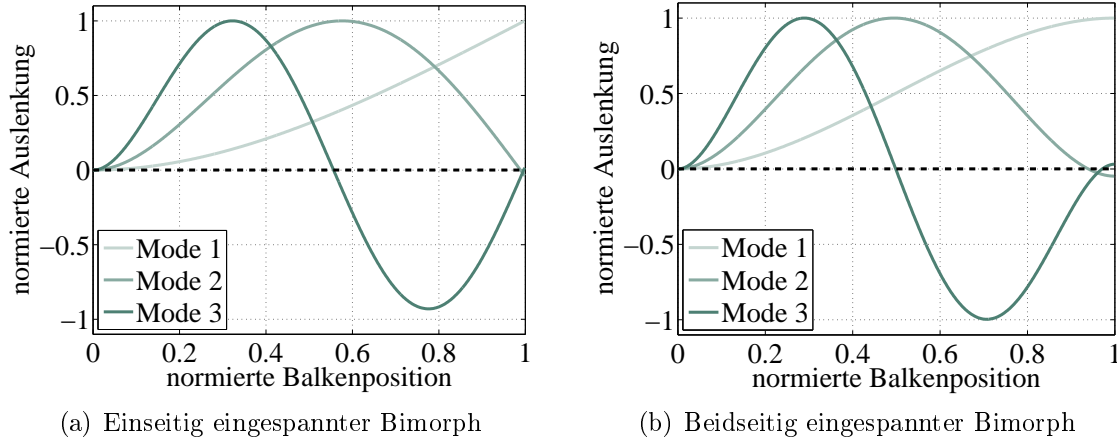 normierte Auslenkung
1
0.5
0
−0.5
−1
Mode 1
Mode 2
Mode 3
0 0.2 0.4 0.6 0.8 1
normierte Balkenposition
(a) Einseitig eingespannter Bimorph
normierte Auslenkung
1
0.5
0
−0.5
−1
Mode 1
Mode 2
Mode 3
0 0.2 0.4 0.6 0.8 1
normierte Balkenposition
(b) Beidseitig eingespannter Bimorph